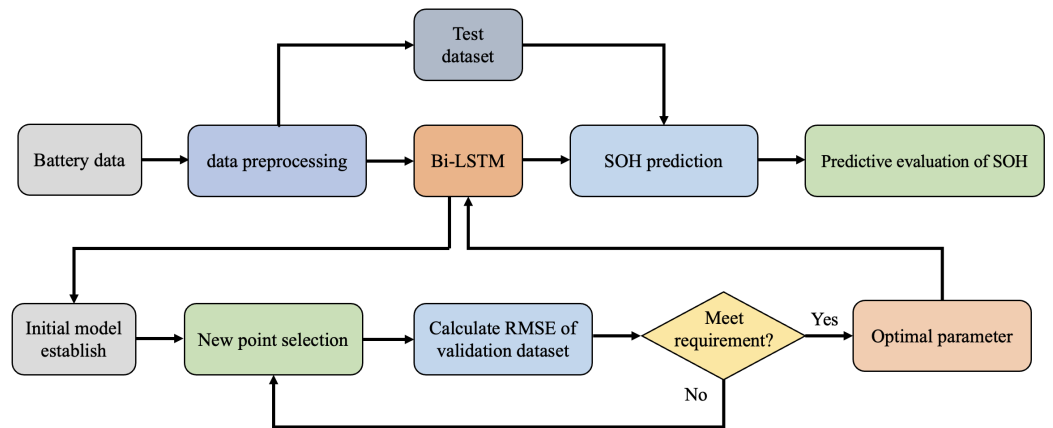 Test
dataset
Battery data
data preprocessing
Bi-LSTM
SOH prediction
Predictive evaluation of SOH
Initial model
establish
New point selection
Calculate RMSE of
validation dataset
Meet
requirement?
Yes
Optimal parameter
No